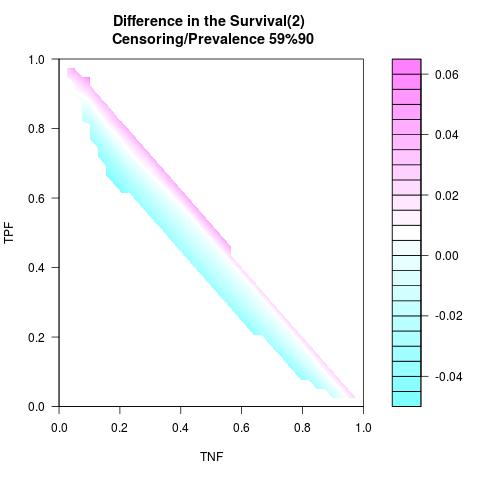 Difference in the Survival(2)
Censoring/Prevalence 59%90
TPF
1.0
0.8
0.6
0.4
0.2
0.0
0.0 0.2 0.4 0.6 0.8 1.0
TNF
0.06
0.04
0.02
0.00
-0.02
-0.04